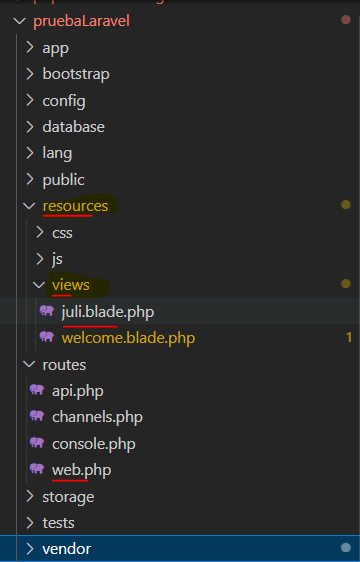 pruebaLaravel
app
bootstrap
config
database
lang
public
resources
css
js
views
juli.blade.php
welcome.blade.php 1
routes
api.php
channels.php
console.php
web.php
storage
tests
vendor